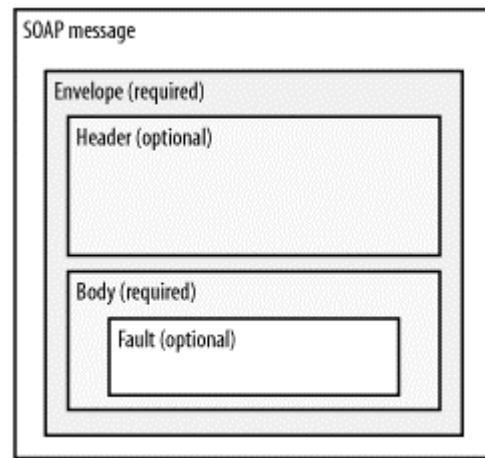 SOAP message
Envelope (required)
Header (optional)
Body (required)
Fault (optional)